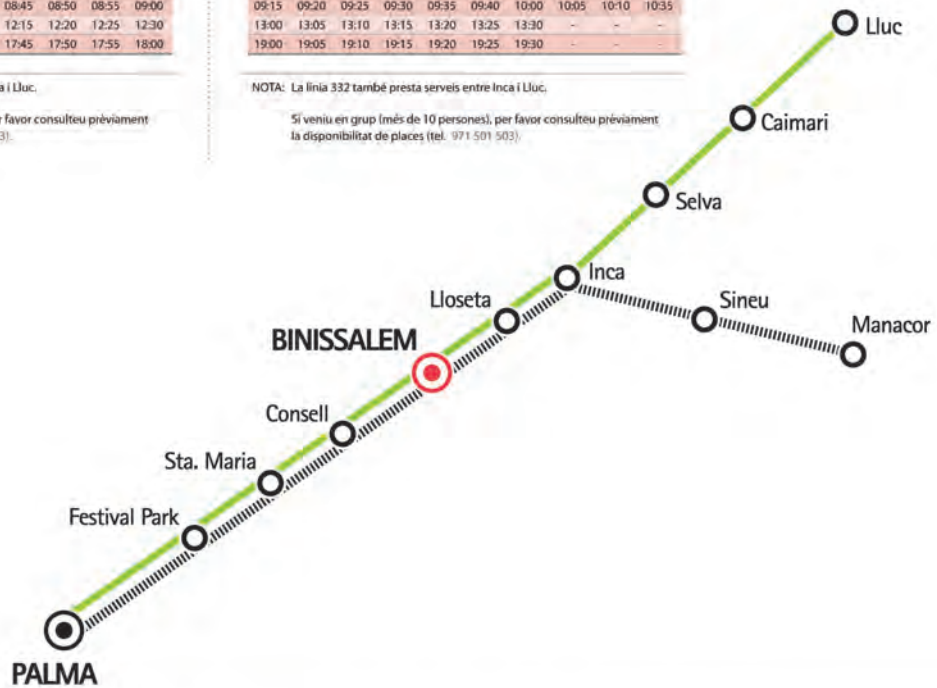 08:45 08:50 08:55 09:00
12:15 12:20 12:25 12:30
17:45 17:50 17:55 18:00
a i Lluc.
favor consulteu prèviament
3).
09:15 09:20 09:25 09:30 09:35 09:40 10:00 10:05 10:10 10:35
13:00 13:05 13:10 13:15 13:20 13:25 13:30 - - -
19:00 19:05 19:10 19:15 19:20 19:25 19:30 - - -
NOTA: La línia 332 també presta serveis entre Inca i Lluc.
Si veniu en grup (més de 10 persones), per favor consulteu prèviament
la disponibilitat de places (tel. 971 501 503).
Lluc
Caimari
Selva
Inca
Lloseta
Sineu
Manacor
BINISSALEM
Consell
Sta. Maria
Festival Park
PALMA